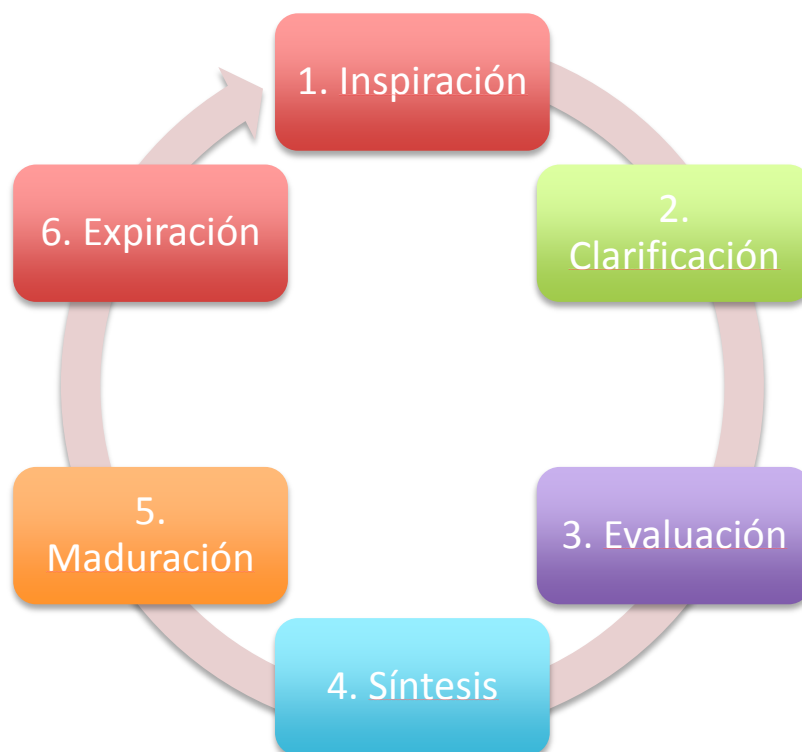 1. Inspiración
2.
Clarificación
3. Evaluación
4. Síntesis
5.
Maduración
6. Expiración